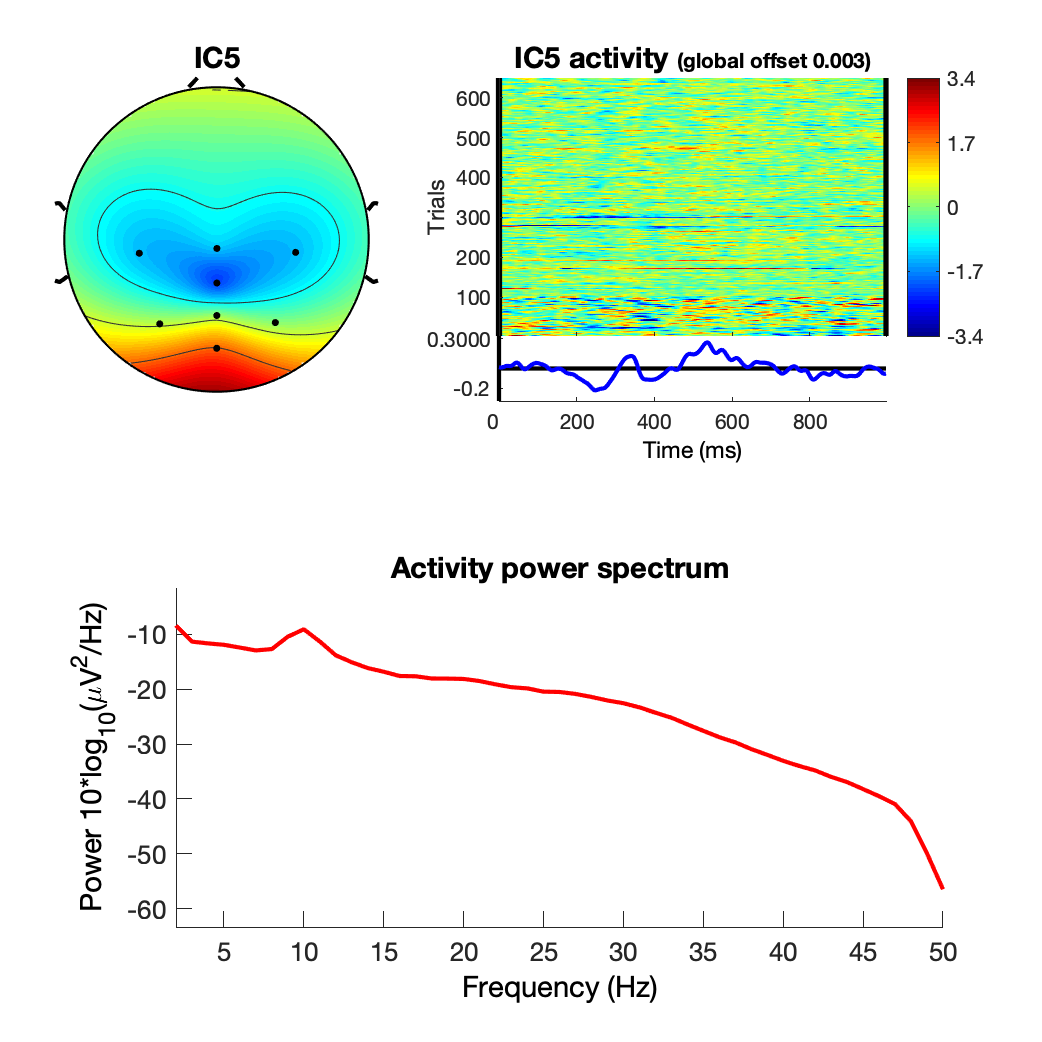 IC5
IC5 activity (global offset 0.003)
Trials
600
500
400
300
200
100
0.3000
-0.2
0 200 400 600 800
Time (ms)
3.4
1.7
0
-1.7
-3.4
Activity power spectrum
Power 10*log10(μV2/Hz)
-10
-20
-30
-40
-50
-60
5 10 15 20 25 30 35 40 45 50
Frequency (Hz)